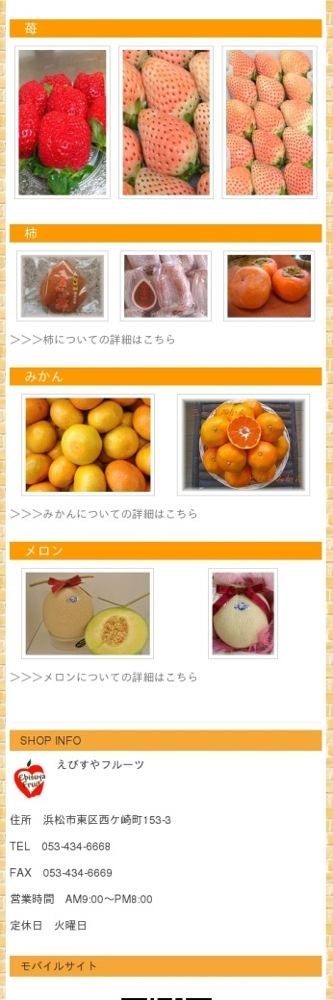 苺
柿
>>>柿についての詳細はこちら
みかん
>>>みかんについての詳細はこちら
メロン
>>>メロンについての詳細はこちら
SHOP INFO
Ebisuya
Fruit
えびすやフルーツ
住所 浜松市東区西ケ崎町153-3
TEL 053-434-6668
FAX 053-434-6669
営業時間 AM9:00～PM8:00
定休日 火曜日
モバイルサイト